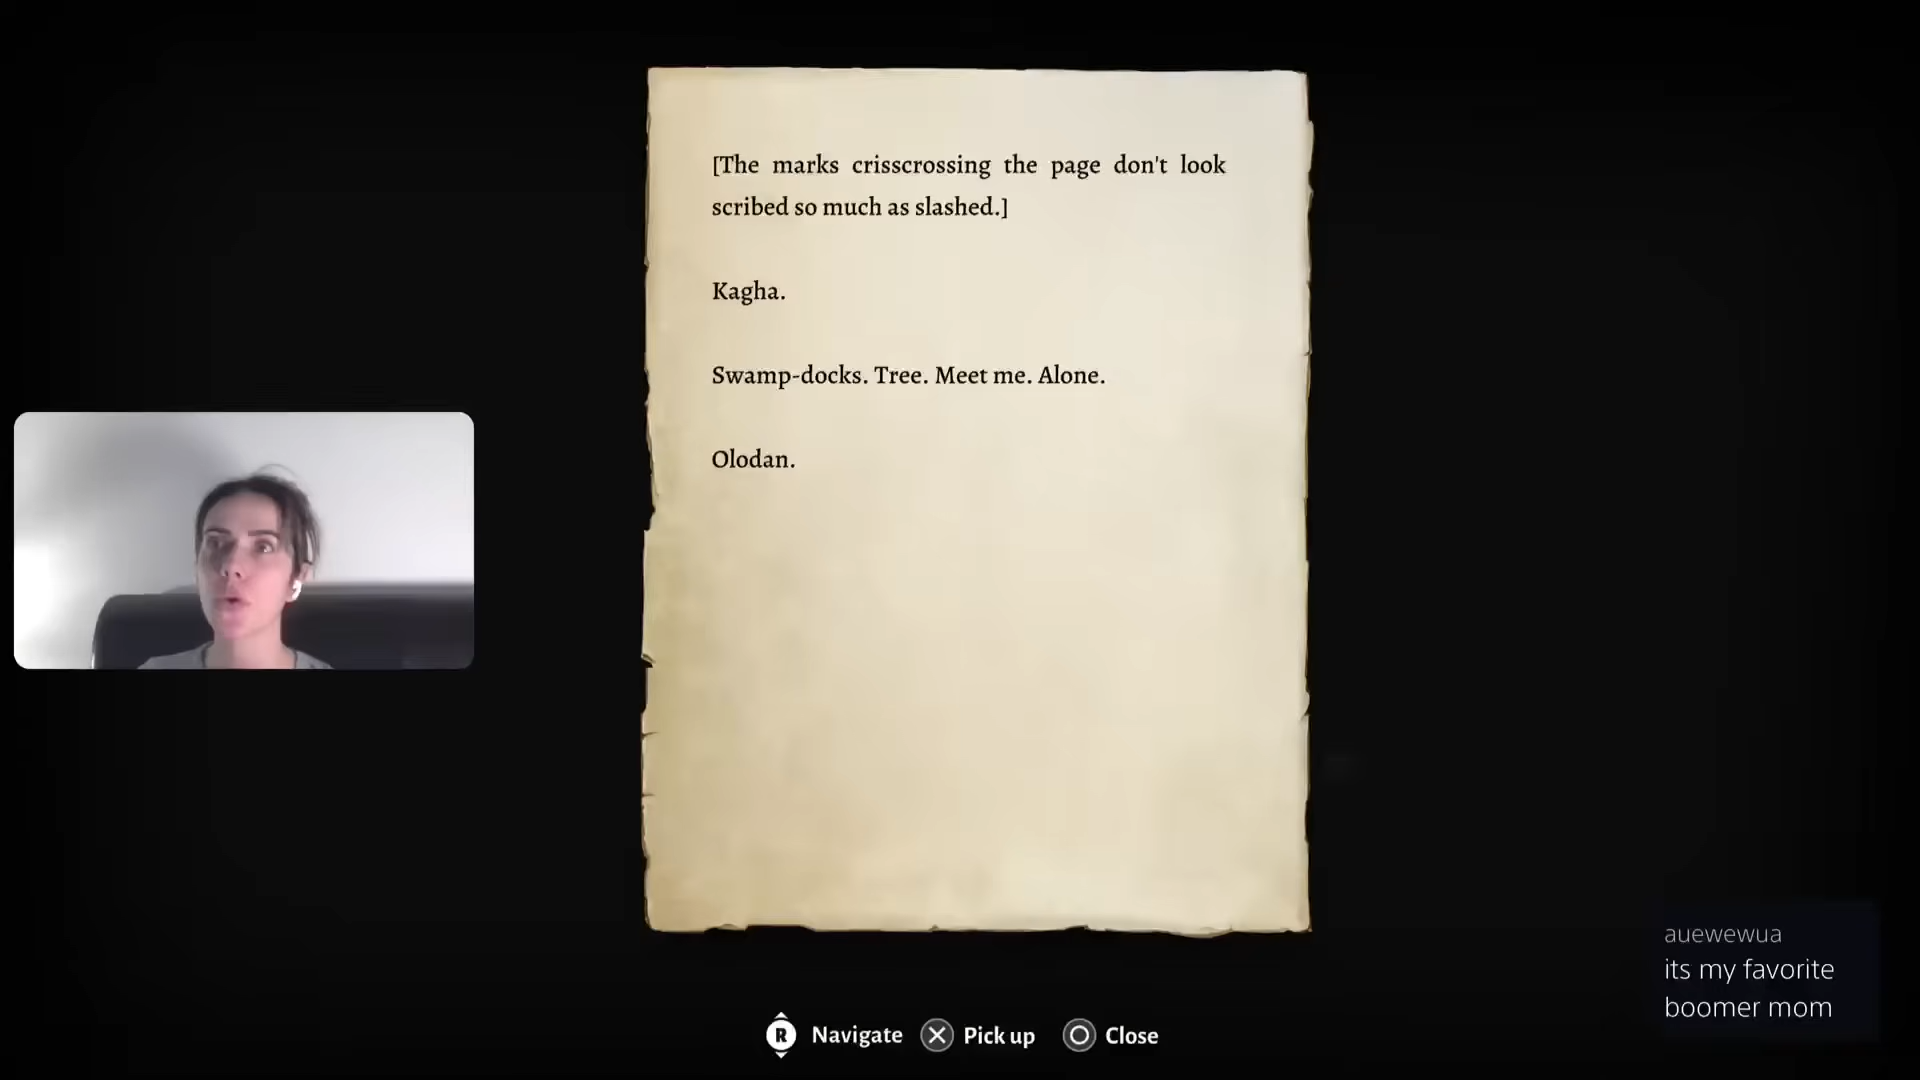 [The marks crisscrossing the page don't look
scribed so much as slashed.]
Kagha.
Swamp-docks. Tree. Meet me. Alone.
Olodan.
auewewua
its my favorite
boomer mom
R Navigate Pick up Close